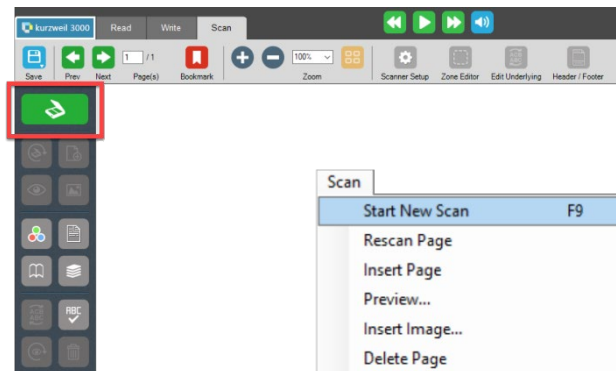 kurzweil 3000 Read Write Scan
1 /1 100%
Save Prev Next Page(s) Bookmark Zoom Scanner Setup Zone Editor Edit Underlying Header / Footer
Scan
Start New Scan F9
Rescan Page
Insert Page
Preview...
Insert Image...
Delete Page
ABC